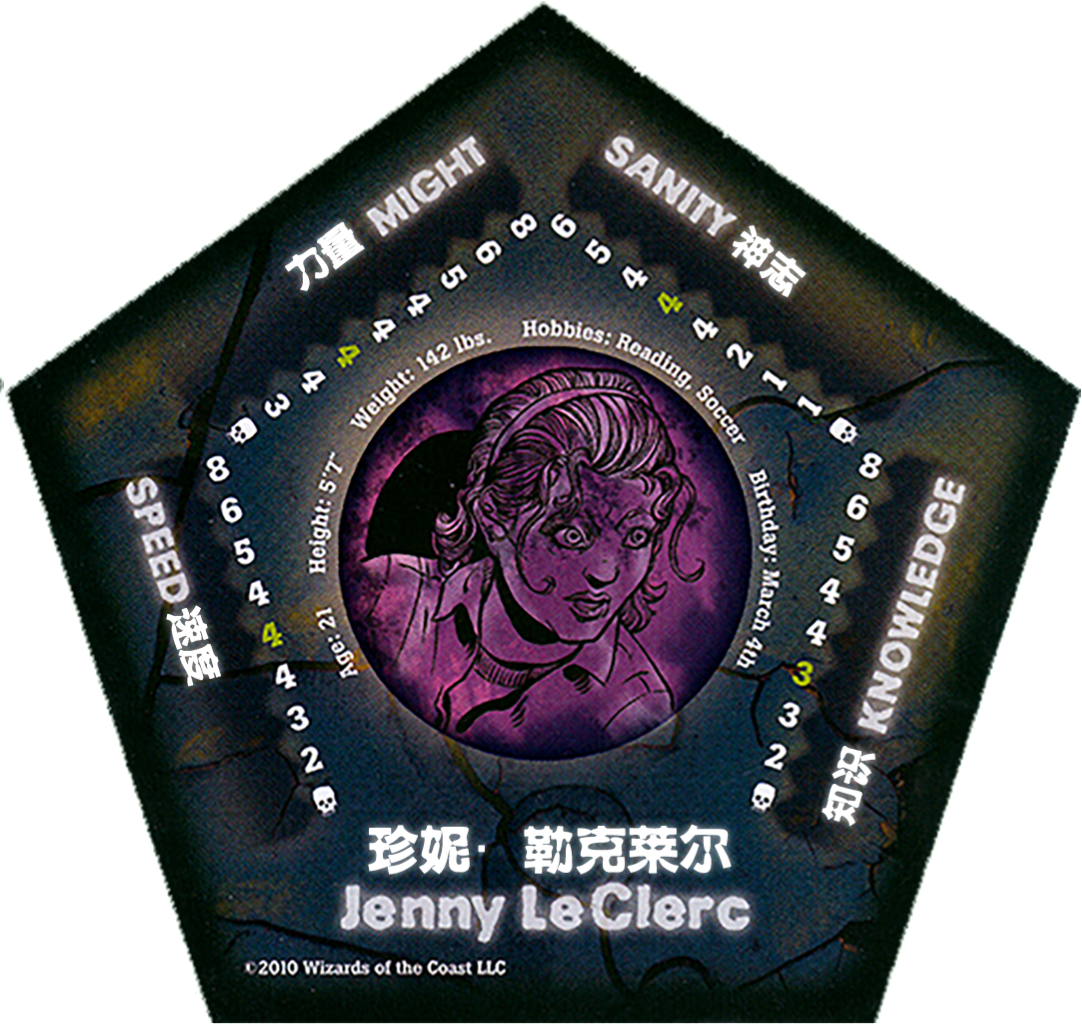 力量 MIGHT
SANITY 神志
3 4 4 4 4 5 6 8
6 5 4 4 4 2 1 1
Weight: 142 lbs.
Hobbies: Reading, Soccer
SPEED 速度
8 6 5 4 4 4 3 2
Height: 5'7"
Age: 21
Birthday: March 4th
8 6 5 4 4 3 3 2
知识 KNOWLEDGE
珍妮·勒克莱尔
Jenny LeClerc
©2010 Wizards of the Coast LLC